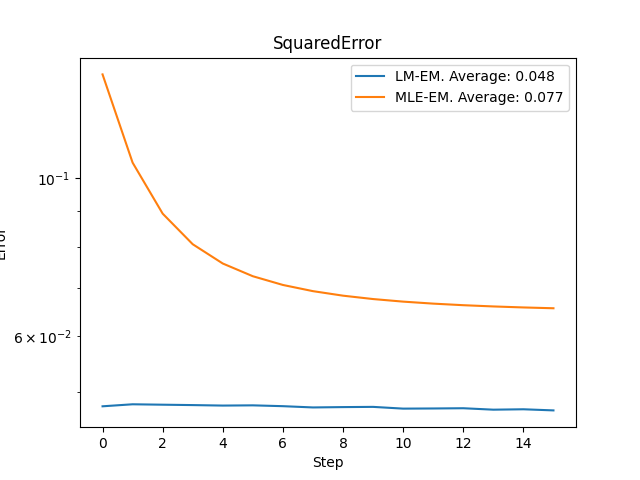 SquaredError
LM-EM. Average: 0.048
MLE-EM. Average: 0.077
10⁻¹
6 × 10⁻²
Error
0 2 4 6 8 10 12 14
Step